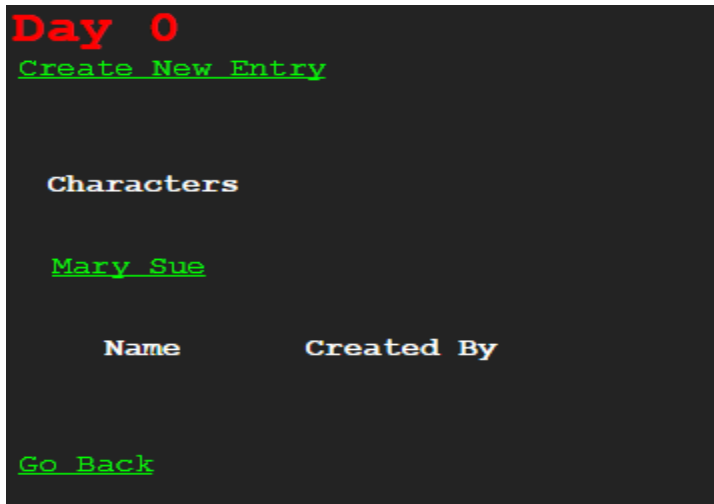 Day 0
Create New Entry
Characters
Mary Sue
Name Created By
Go Back